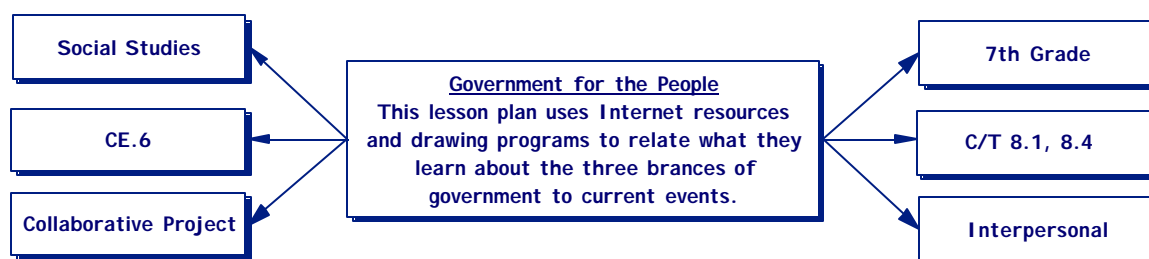 Social Studies
CE.6
Collaborative Project
Government for the People
This lesson plan uses Internet resources
and drawing programs to relate what they
learn about the three brances of
government to current events.
7th Grade
C/T 8.1, 8.4
Interpersonal